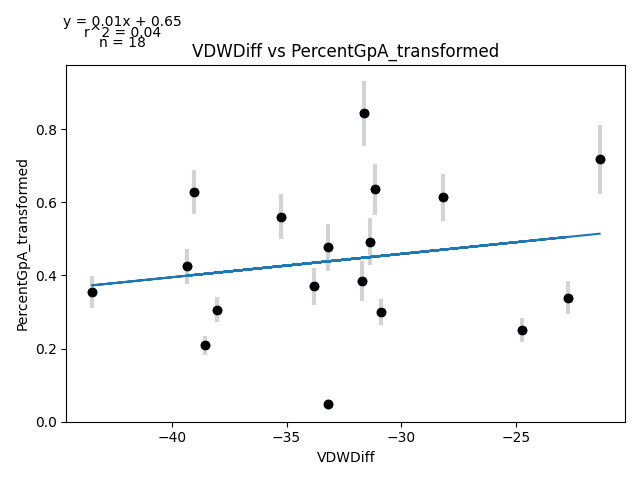 y = 0.01x + 0.65
r^2 = 0.04
n = 18
VDWDiff vs PercentGpA_transformed
PercentGpA_transformed
0.8
0.6
0.4
0.2
0.0
−40
−35
−30
−25
VDWDiff